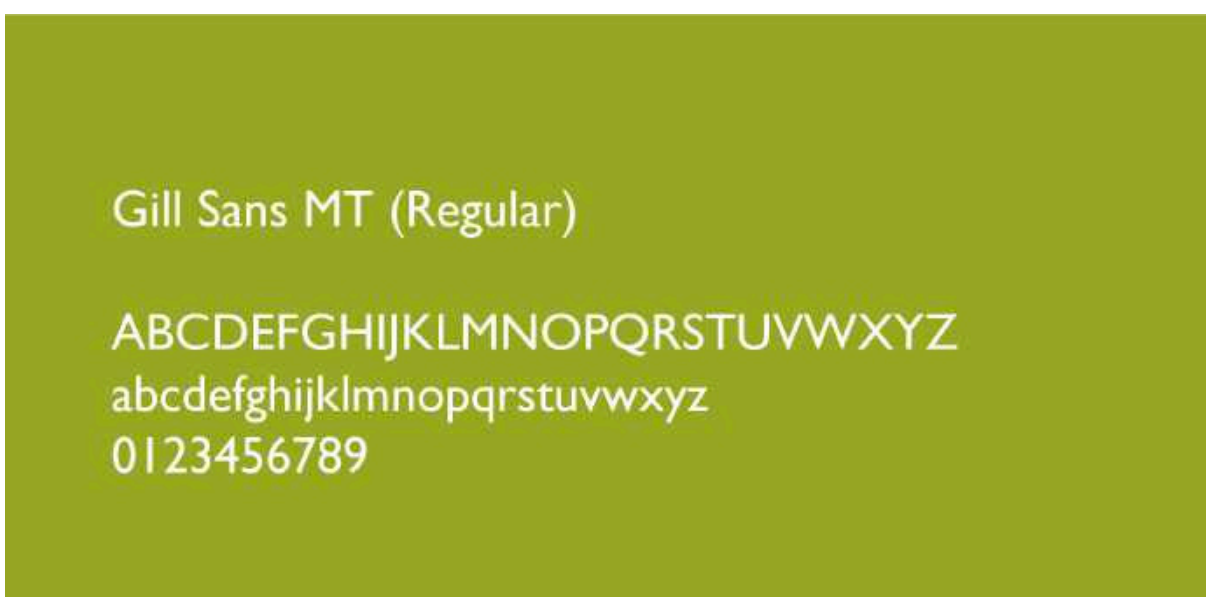 Gill Sans MT (Regular)
ABCDEFGHIJKLMNOPQRSTUVWXYZ
abcdefghijklmnopqrstuvwxyz
0123456789